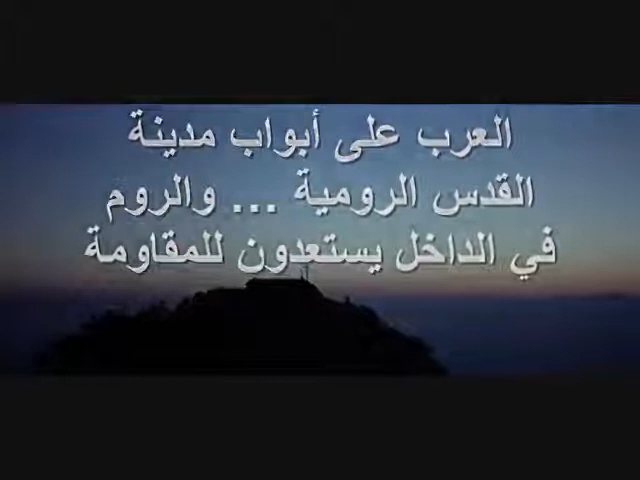 العرب على أبواب مدينة
القدس الرومية ... والروم
في الداخل يستعدون للمقاومة